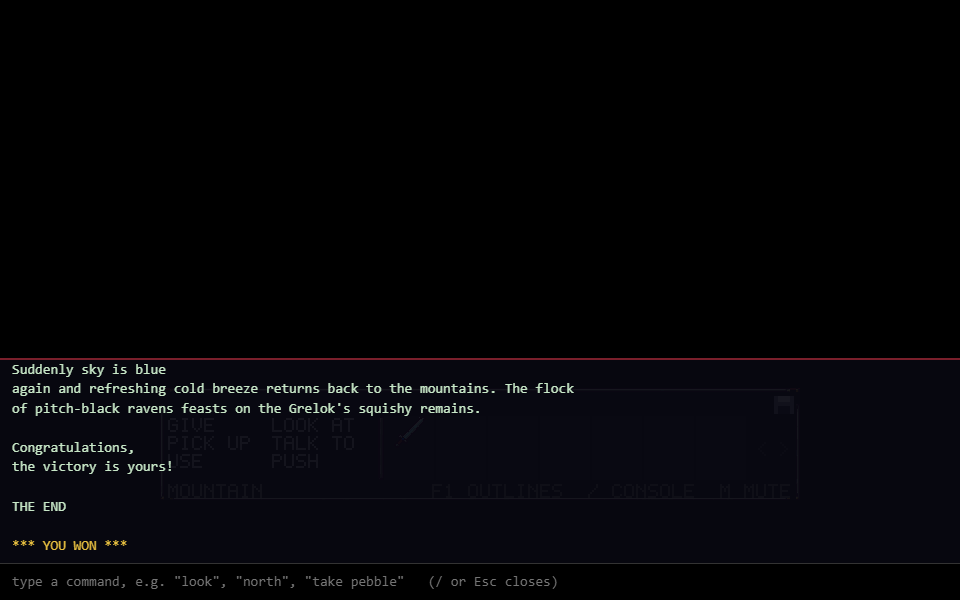 Suddenly sky is blue
again and refreshing cold breeze returns back to the mountains. The flock
of pitch-black ravens feasts on the Grelok's squishy remains.
GIVE LOOK AT
PICK UP TALK TO
Congratulations,
the victory is yours!
USE PUSH
MOUNTAIN F1 OUTLINES / CONSOLE M MUTE
THE END
*** YOU WON ***
type a command, e.g. "look", "north", "take pebble" (/ or Esc closes)